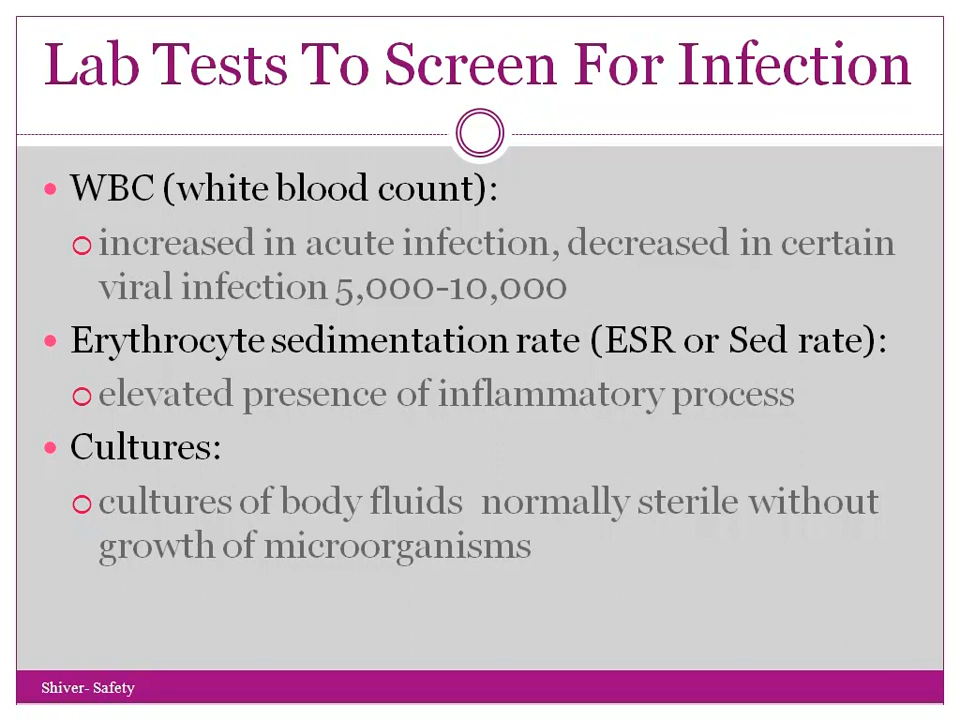 Lab Tests To Screen For Infection
WBC (white blood count):
increased in acute infection, decreased in certain
viral infection 5,000-10,000
Erythrocyte sedimentation rate (ESR or Sed rate):
elevated presence of inflammatory process
Cultures:
cultures of body fluids  normally sterile without
growth of microorganisms
Shiver- Safety